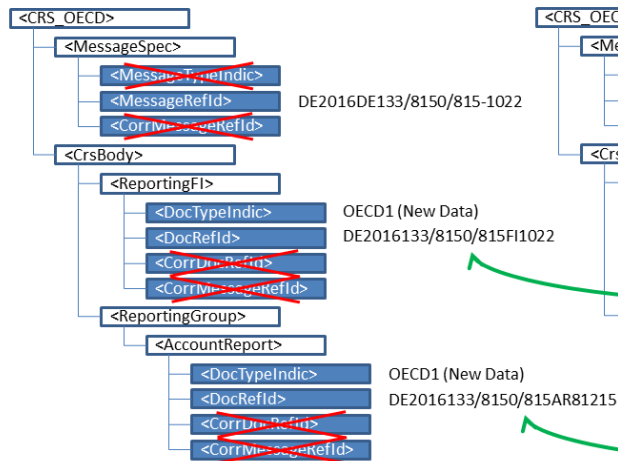 <CRS_OECD>
<MessageSpec>
<MessageTypeIndic>
<MessageRefId> DE2016DE133/8150/815-1022
<CorrMessageRefId>
<CrsBody>
<ReportingFI>
<DocTypeIndic> OECD1 (New Data)
<DocRefId> DE2016133/8150/815FI1022
<CorrDocRefId>
<CorrMessageRefId>
<ReportingGroup>
<AccountReport>
<DocTypeIndic> OECD1 (New Data)
<DocRefId> DE2016133/8150/815AR81215
<CorrDocRefId>
<CorrMessageRefId>
<CRS_OEC
<Me
<Crs